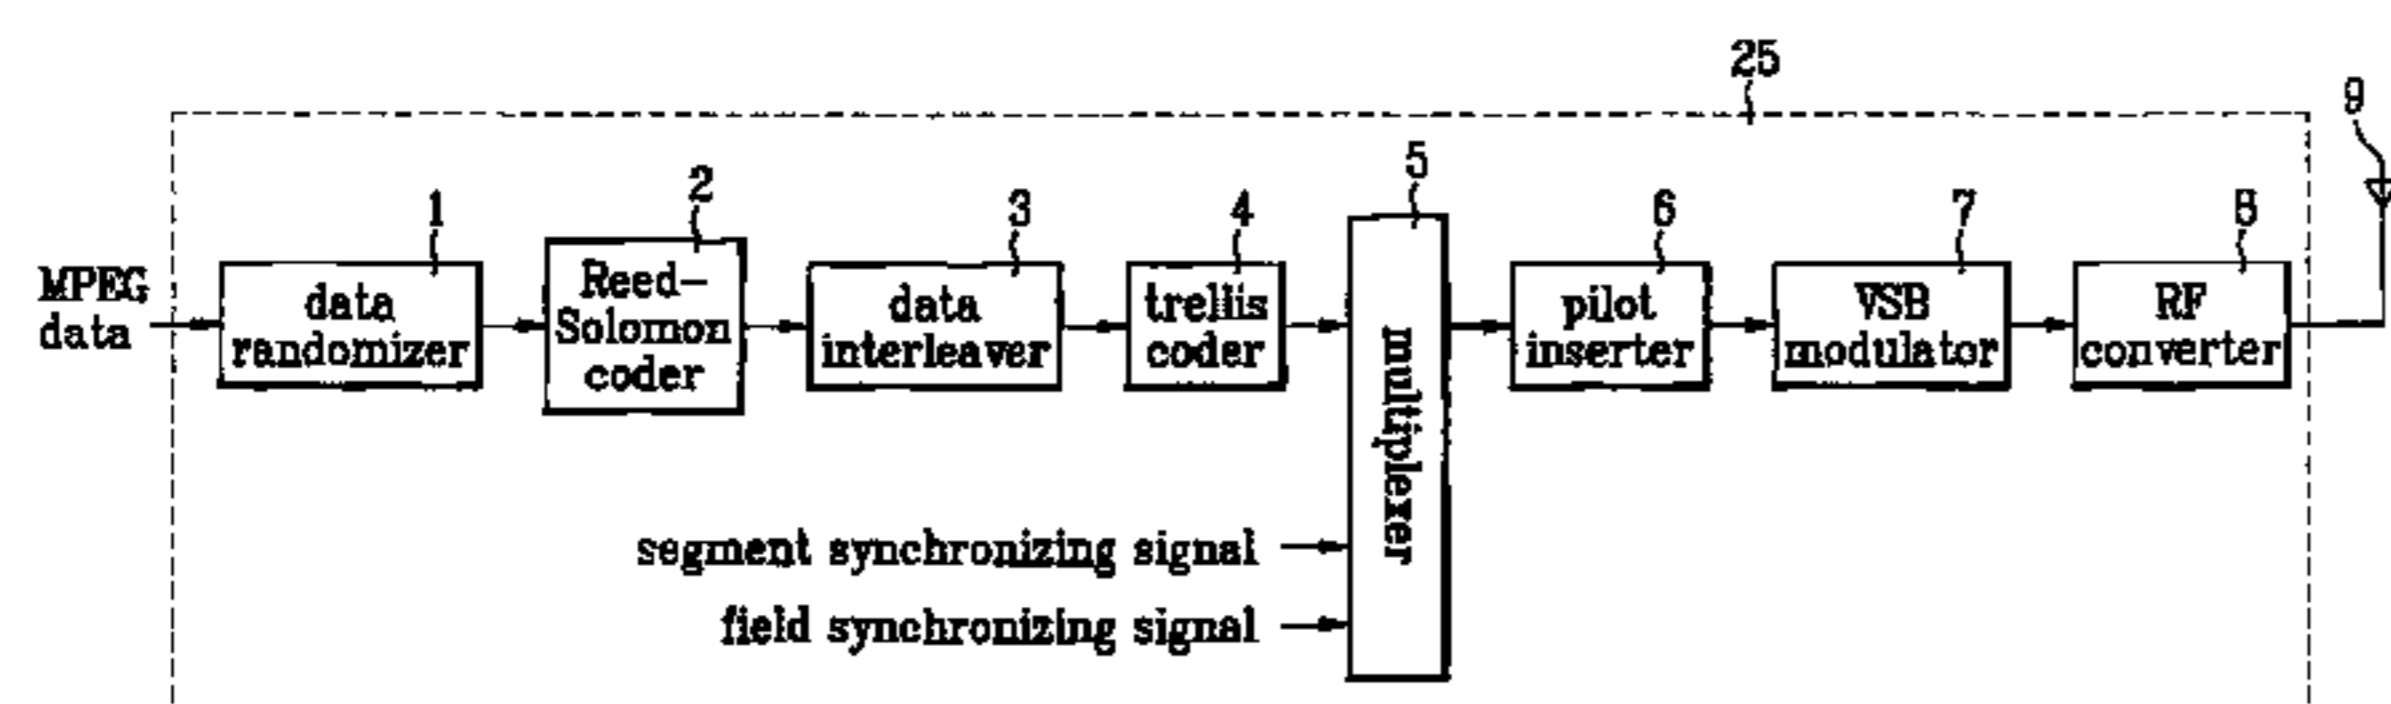 25
9
MPEG
data
1
data
randomizer
2
Reed-
Solomon
coder
3
data
interleaver
4
trellis
coder
5
multiplexer
6
pilot
inserter
7
VSB
modulator
8
RF
converter
segment synchronizing signal
field synchronizing signal